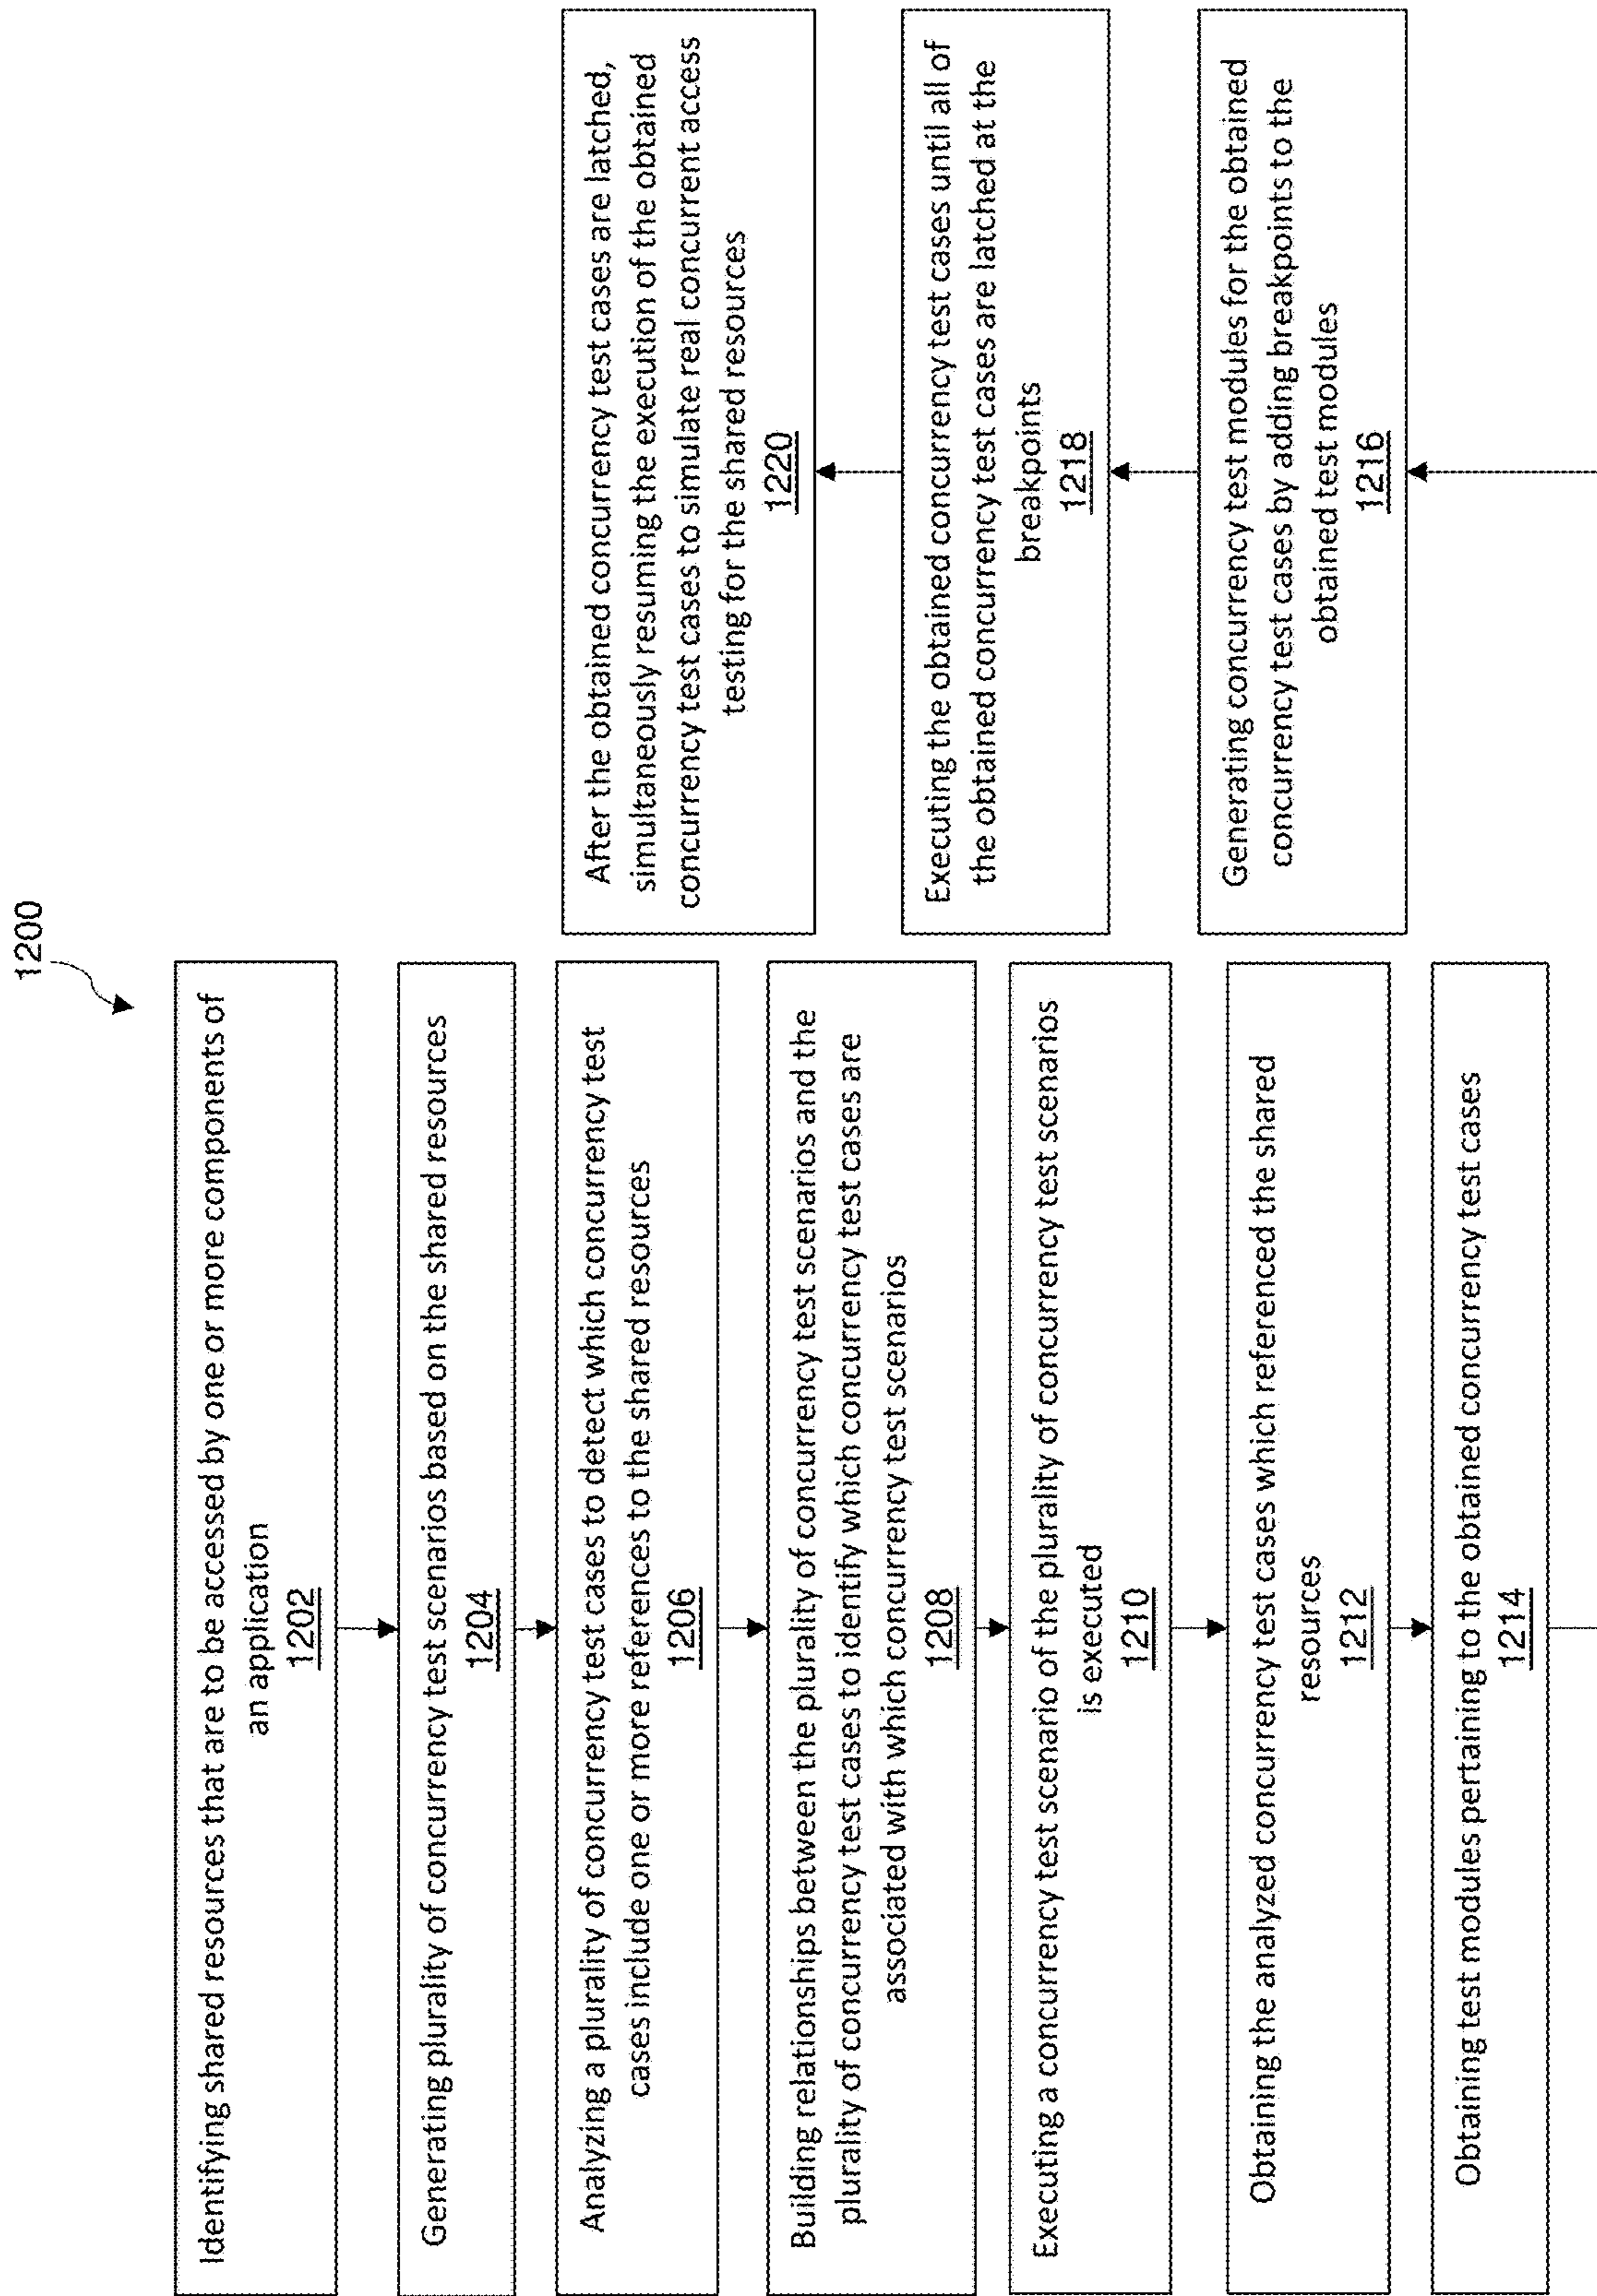 1200
Identifying shared resources that are to be accessed by one or more components of
an application
1202
Generating plurality of concurrency test scenarios based on the shared resources
1204
Analyzing a plurality of concurrency test cases to detect which concurrency test
cases include one or more references to the shared resources
1206
Building relationships between the plurality of concurrency test scenarios and the
plurality of concurrency test cases to identify which concurrency test cases are
associated with which concurrency test scenarios
1208
Executing a concurrency test scenario of the plurality of concurrency test scenarios
is executed
1210
Obtaining the analyzed concurrency test cases which referenced the shared
resources
1212
Obtaining test modules pertaining to the obtained concurrency test cases
1214
Generating concurrency test modules for the obtained
concurrency test cases by adding breakpoints to the
obtained test modules
1216
Executing the obtained concurrency test cases until all of
the obtained concurrency test cases are latched at the
breakpoints
1218
After the obtained concurrency test cases are latched,
simultaneously resuming the execution of the obtained
concurrency test cases to simulate real concurrent access
testing for the shared resources
1220